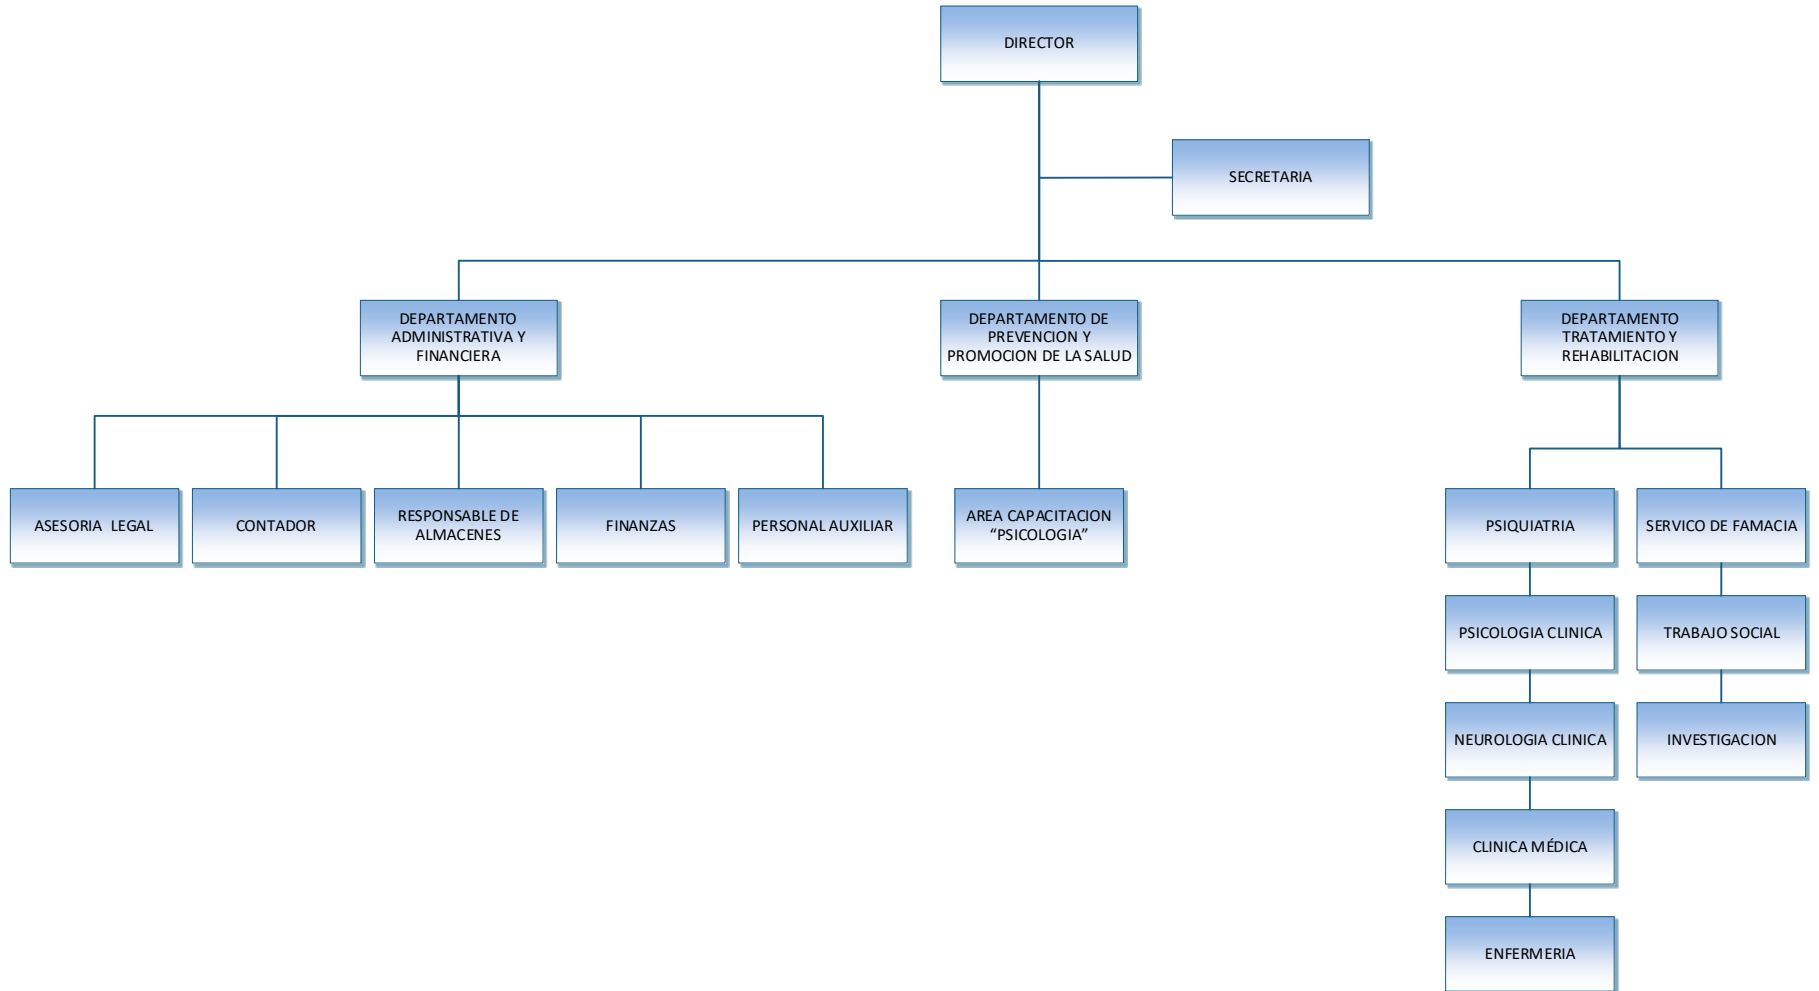 DIRECTOR
SECRETARIA
DEPARTAMENTO
ADMINISTRATIVA Y
FINANCIERA
DEPARTAMENTO DE
PREVENCION Y
PROMOCION DE LA SALUD
DEPARTAMENTO
TRATAMIENTO Y
REHABILITACION
ASESORIA LEGAL
CONTADOR
RESPONSABLE DE
ALMACENES
FINANZAS
PERSONAL AUXILIAR
AREA CAPACITACION
“PSICOLOGIA”
PSIQUIATRIA
SERVICO DE FAMACIA
PSICOLOGIA CLINICA
TRABAJO SOCIAL
NEUROLOGIA CLINICA
INVESTIGACION
CLINICA MÉDICA
ENFERMERIA